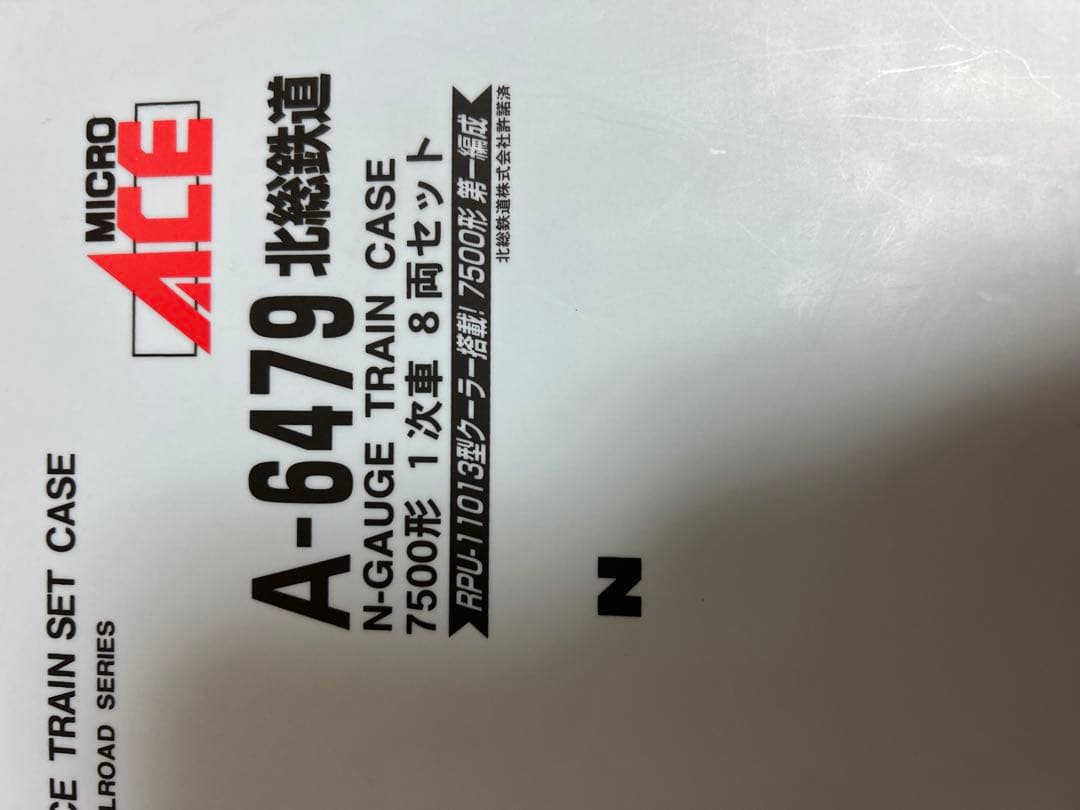 CE TRAIN SET CASE
LROAD SERIES
MICRO
ACE
A-6479 北総鉄道
N-GAUGE TRAIN CASE
7500形 1次車 8両セット
RPU-11013型クーラー搭載! 7500形 第一編成
北総鉄道株式会社許諾済
N